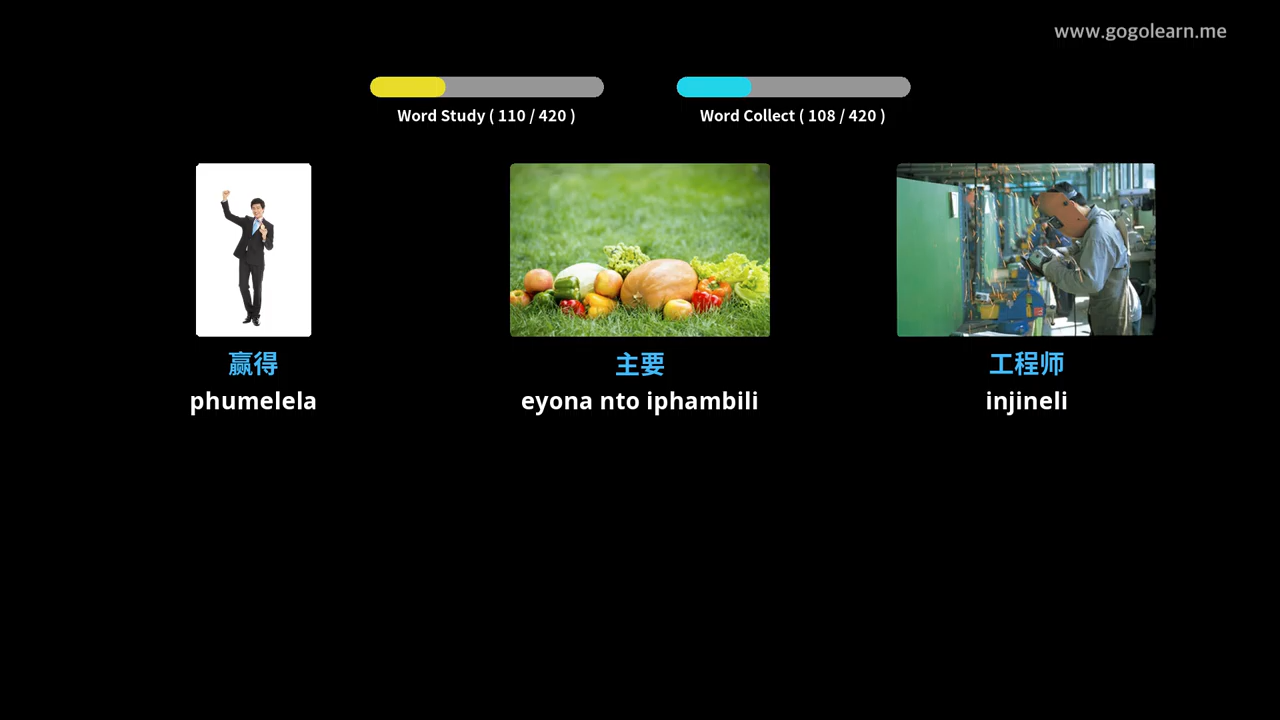 www.gogolearn.me
Word Study ( 110 / 420 )
Word Collect ( 108 / 420 )
赢得
phumelela
主要
eyona nto iphambili
工程师
injineli